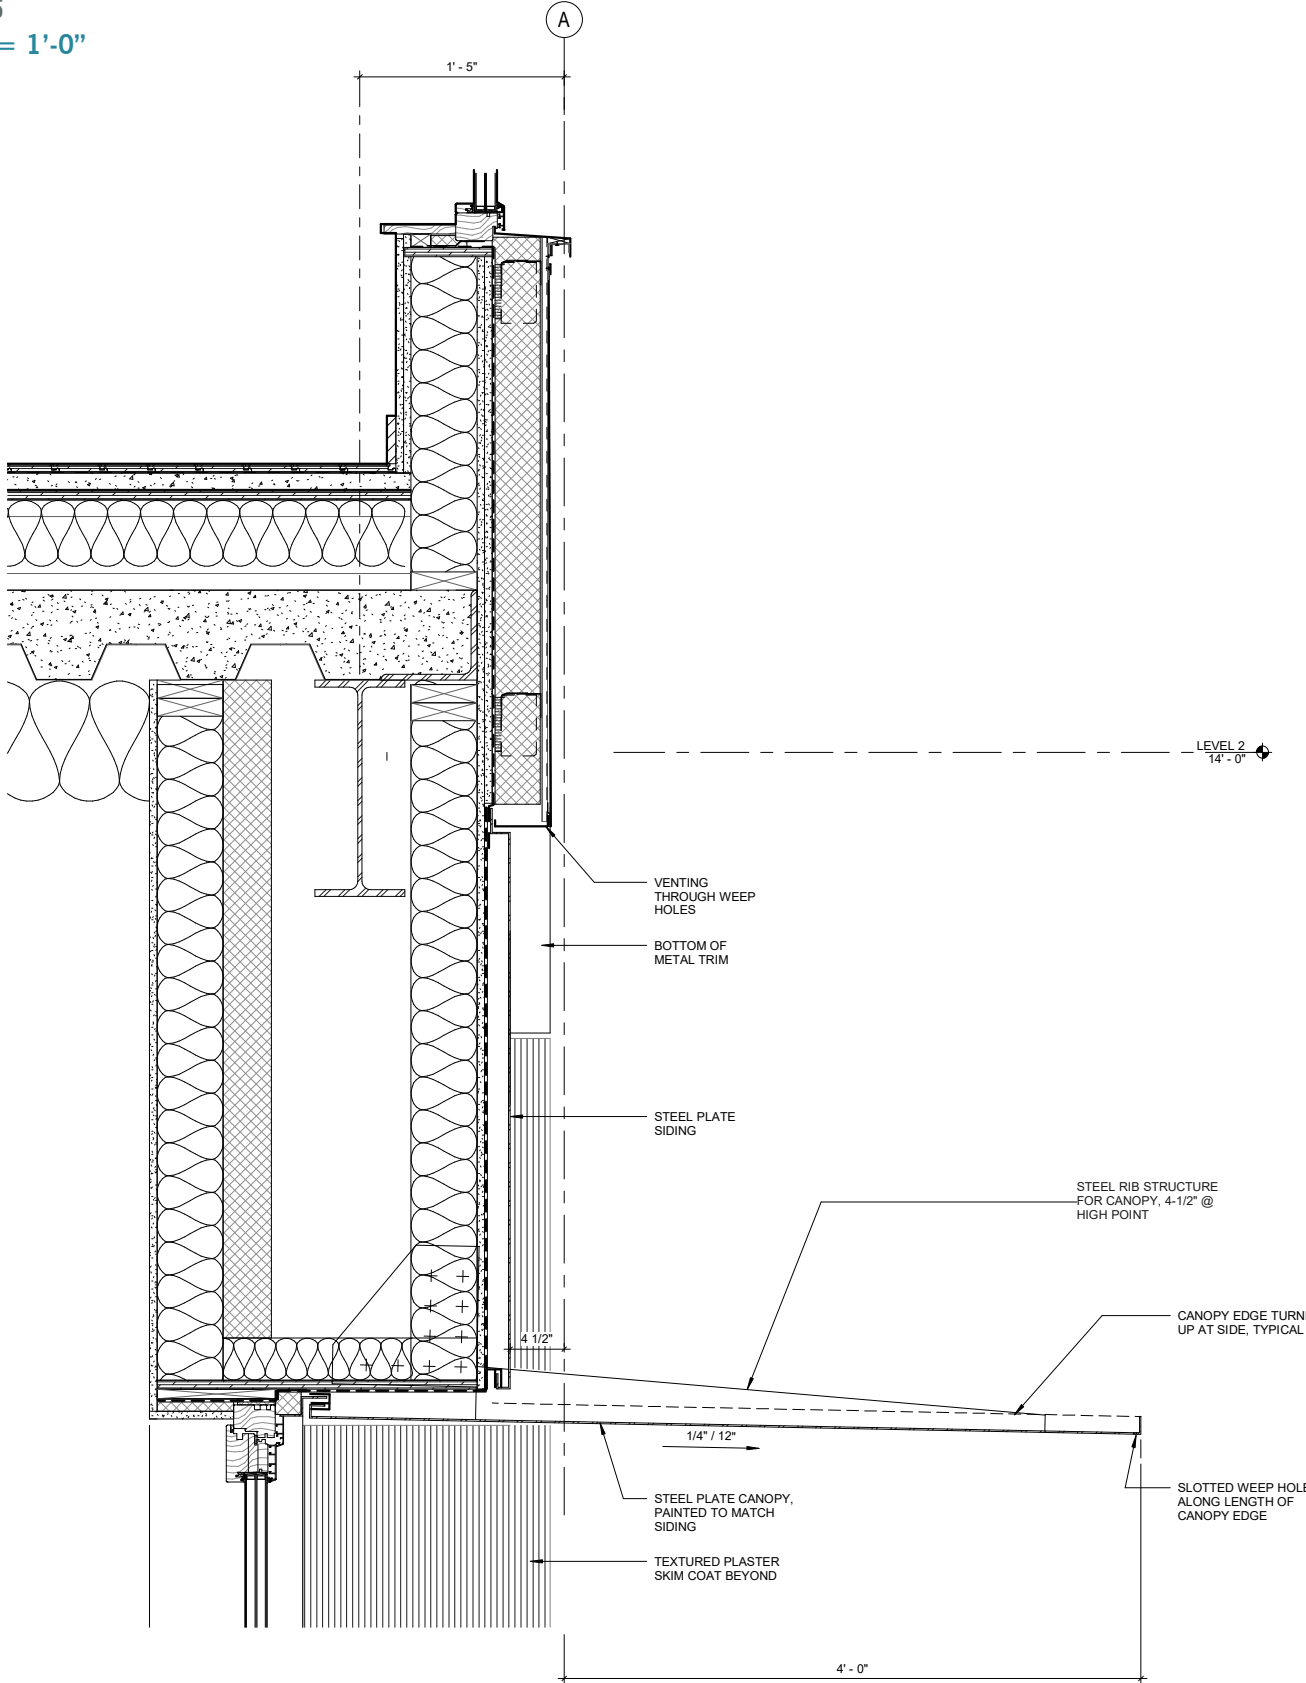 = 1'-0"
A
1' - 5"
LEVEL 2
14' - 0"
VENTING
THROUGH WEEP
HOLES
BOTTOM OF
METAL TRIM
STEEL PLATE
SIDING
STEEL RIB STRUCTURE
FOR CANOPY, 4-1/2" @
HIGH POINT
CANOPY EDGE TURN
UP AT SIDE, TYPICAL
4 1/2"
1/4" / 12"
SLOTTED WEEP HOLE
ALONG LENGTH OF
CANOPY EDGE
STEEL PLATE CANOPY,
PAINTED TO MATCH
SIDING
TEXTURED PLASTER
SKIM COAT BEYOND
4' - 0"